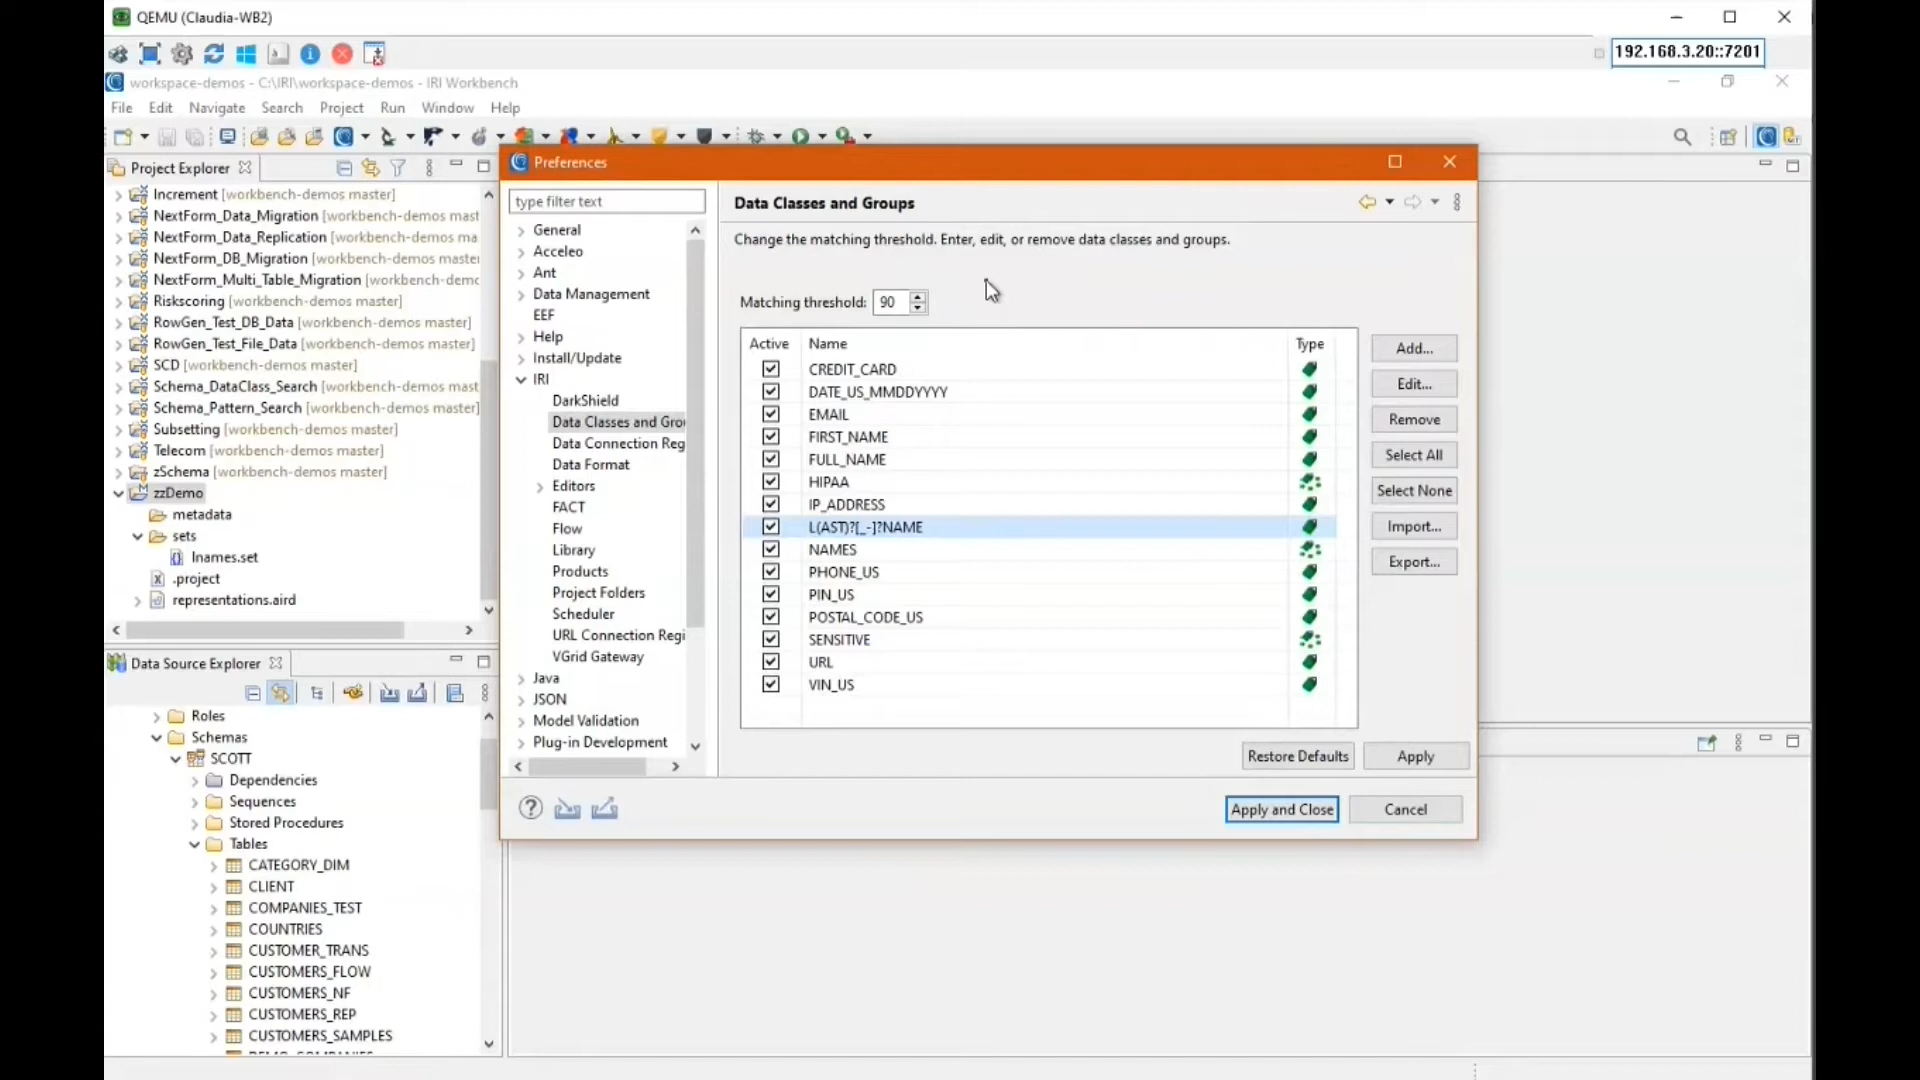 QEMU (Claudia-WB2)
192.168.3.20::7201
workspace-demos - C:\IRI\workspace-demos - IRI Workbench
File Edit Navigate Search Project Run Window Help
Project Explorer
Increment [workbench-demos master]
NextForm_Data_Migration [workbench-demos mast
NextForm_Data_Replication [workbench-demos ma
NextForm_DB_Migration [workbench-demos master
NextForm_Multi_Table_Migration [workbench-demo
Riskscoring [workbench-demos master]
RowGen_Test_DB_Data [workbench-demos master]
RowGen_Test_File_Data [workbench-demos master]
SCD [workbench-demos master]
Schema_DataClass_Search [workbench-demos mast
Schema_Pattern_Search [workbench-demos master]
Subsetting [workbench-demos master]
Telecom [workbench-demos master]
zSchema [workbench-demos master]
zzDemo
metadata
sets
lnames.set
.project
representations.aird
Data Source Explorer
Roles
Schemas
SCOTT
Dependencies
Sequences
Stored Procedures
Tables
CATEGORY_DIM
CLIENT
COMPANIES_TEST
COUNTRIES
CUSTOMER_TRANS
CUSTOMERS_FLOW
CUSTOMERS_NF
CUSTOMERS_REP
CUSTOMERS_SAMPLES
Preferences
type filter text
General
Acceleo
Ant
Data Management
EEF
Help
Install/Update
IRI
DarkShield
Data Classes and Grou
Data Connection Reg
Data Format
Editors
FACT
Flow
Library
Products
Project Folders
Scheduler
URL Connection Regi
VGrid Gateway
Java
JSON
Model Validation
Plug-in Development
Data Classes and Groups
Change the matching threshold. Enter, edit, or remove data classes and groups.
Matching threshold: 90
Active Name Type
CREDIT_CARD
DATE_US_MMDDYYYY
EMAIL
FIRST_NAME
FULL_NAME
HIPAA
IP_ADDRESS
L(AST)?[_-]?NAME
NAMES
PHONE_US
PIN_US
POSTAL_CODE_US
SENSITIVE
URL
VIN_US
Add...
Edit...
Remove
Select All
Select None
Import...
Export...
Restore Defaults Apply
Apply and Close Cancel